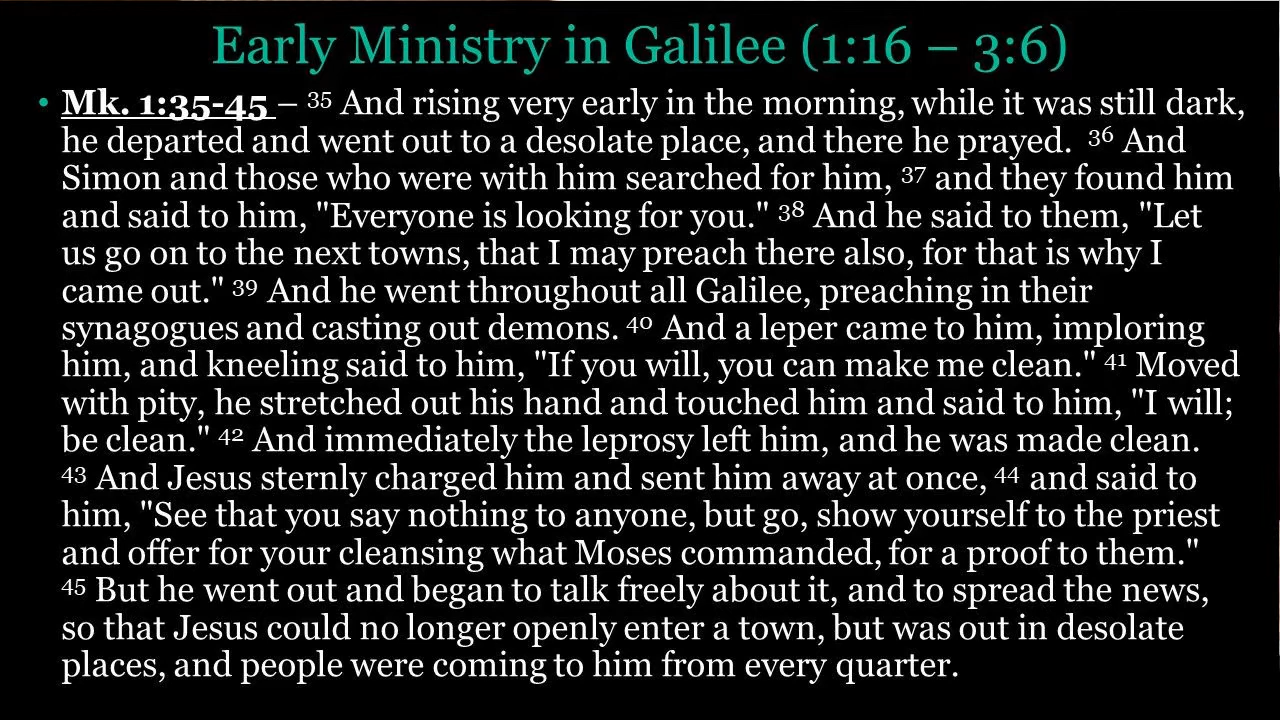 Early Ministry in Galilee (1:16 – 3:6)
• Mk. 1:35-45 – 35 And rising very early in the morning, while it was still dark,
he departed and went out to a desolate place, and there he prayed. 36 And
Simon and those who were with him searched for him, 37 and they found him
and said to him, "Everyone is looking for you." 38 And he said to them, "Let
us go on to the next towns, that I may preach there also, for that is why I
came out." 39 And he went throughout all Galilee, preaching in their
synagogues and casting out demons. 40 And a leper came to him, imploring
him, and kneeling said to him, "If you will, you can make me clean." 41 Moved
with pity, he stretched out his hand and touched him and said to him, "I will;
be clean." 42 And immediately the leprosy left him, and he was made clean.
43 And Jesus sternly charged him and sent him away at once, 44 and said to
him, "See that you say nothing to anyone, but go, show yourself to the priest
and offer for your cleansing what Moses commanded, for a proof to them."
45 But he went out and began to talk freely about it, and to spread the news,
so that Jesus could no longer openly enter a town, but was out in desolate
places, and people were coming to him from every quarter.